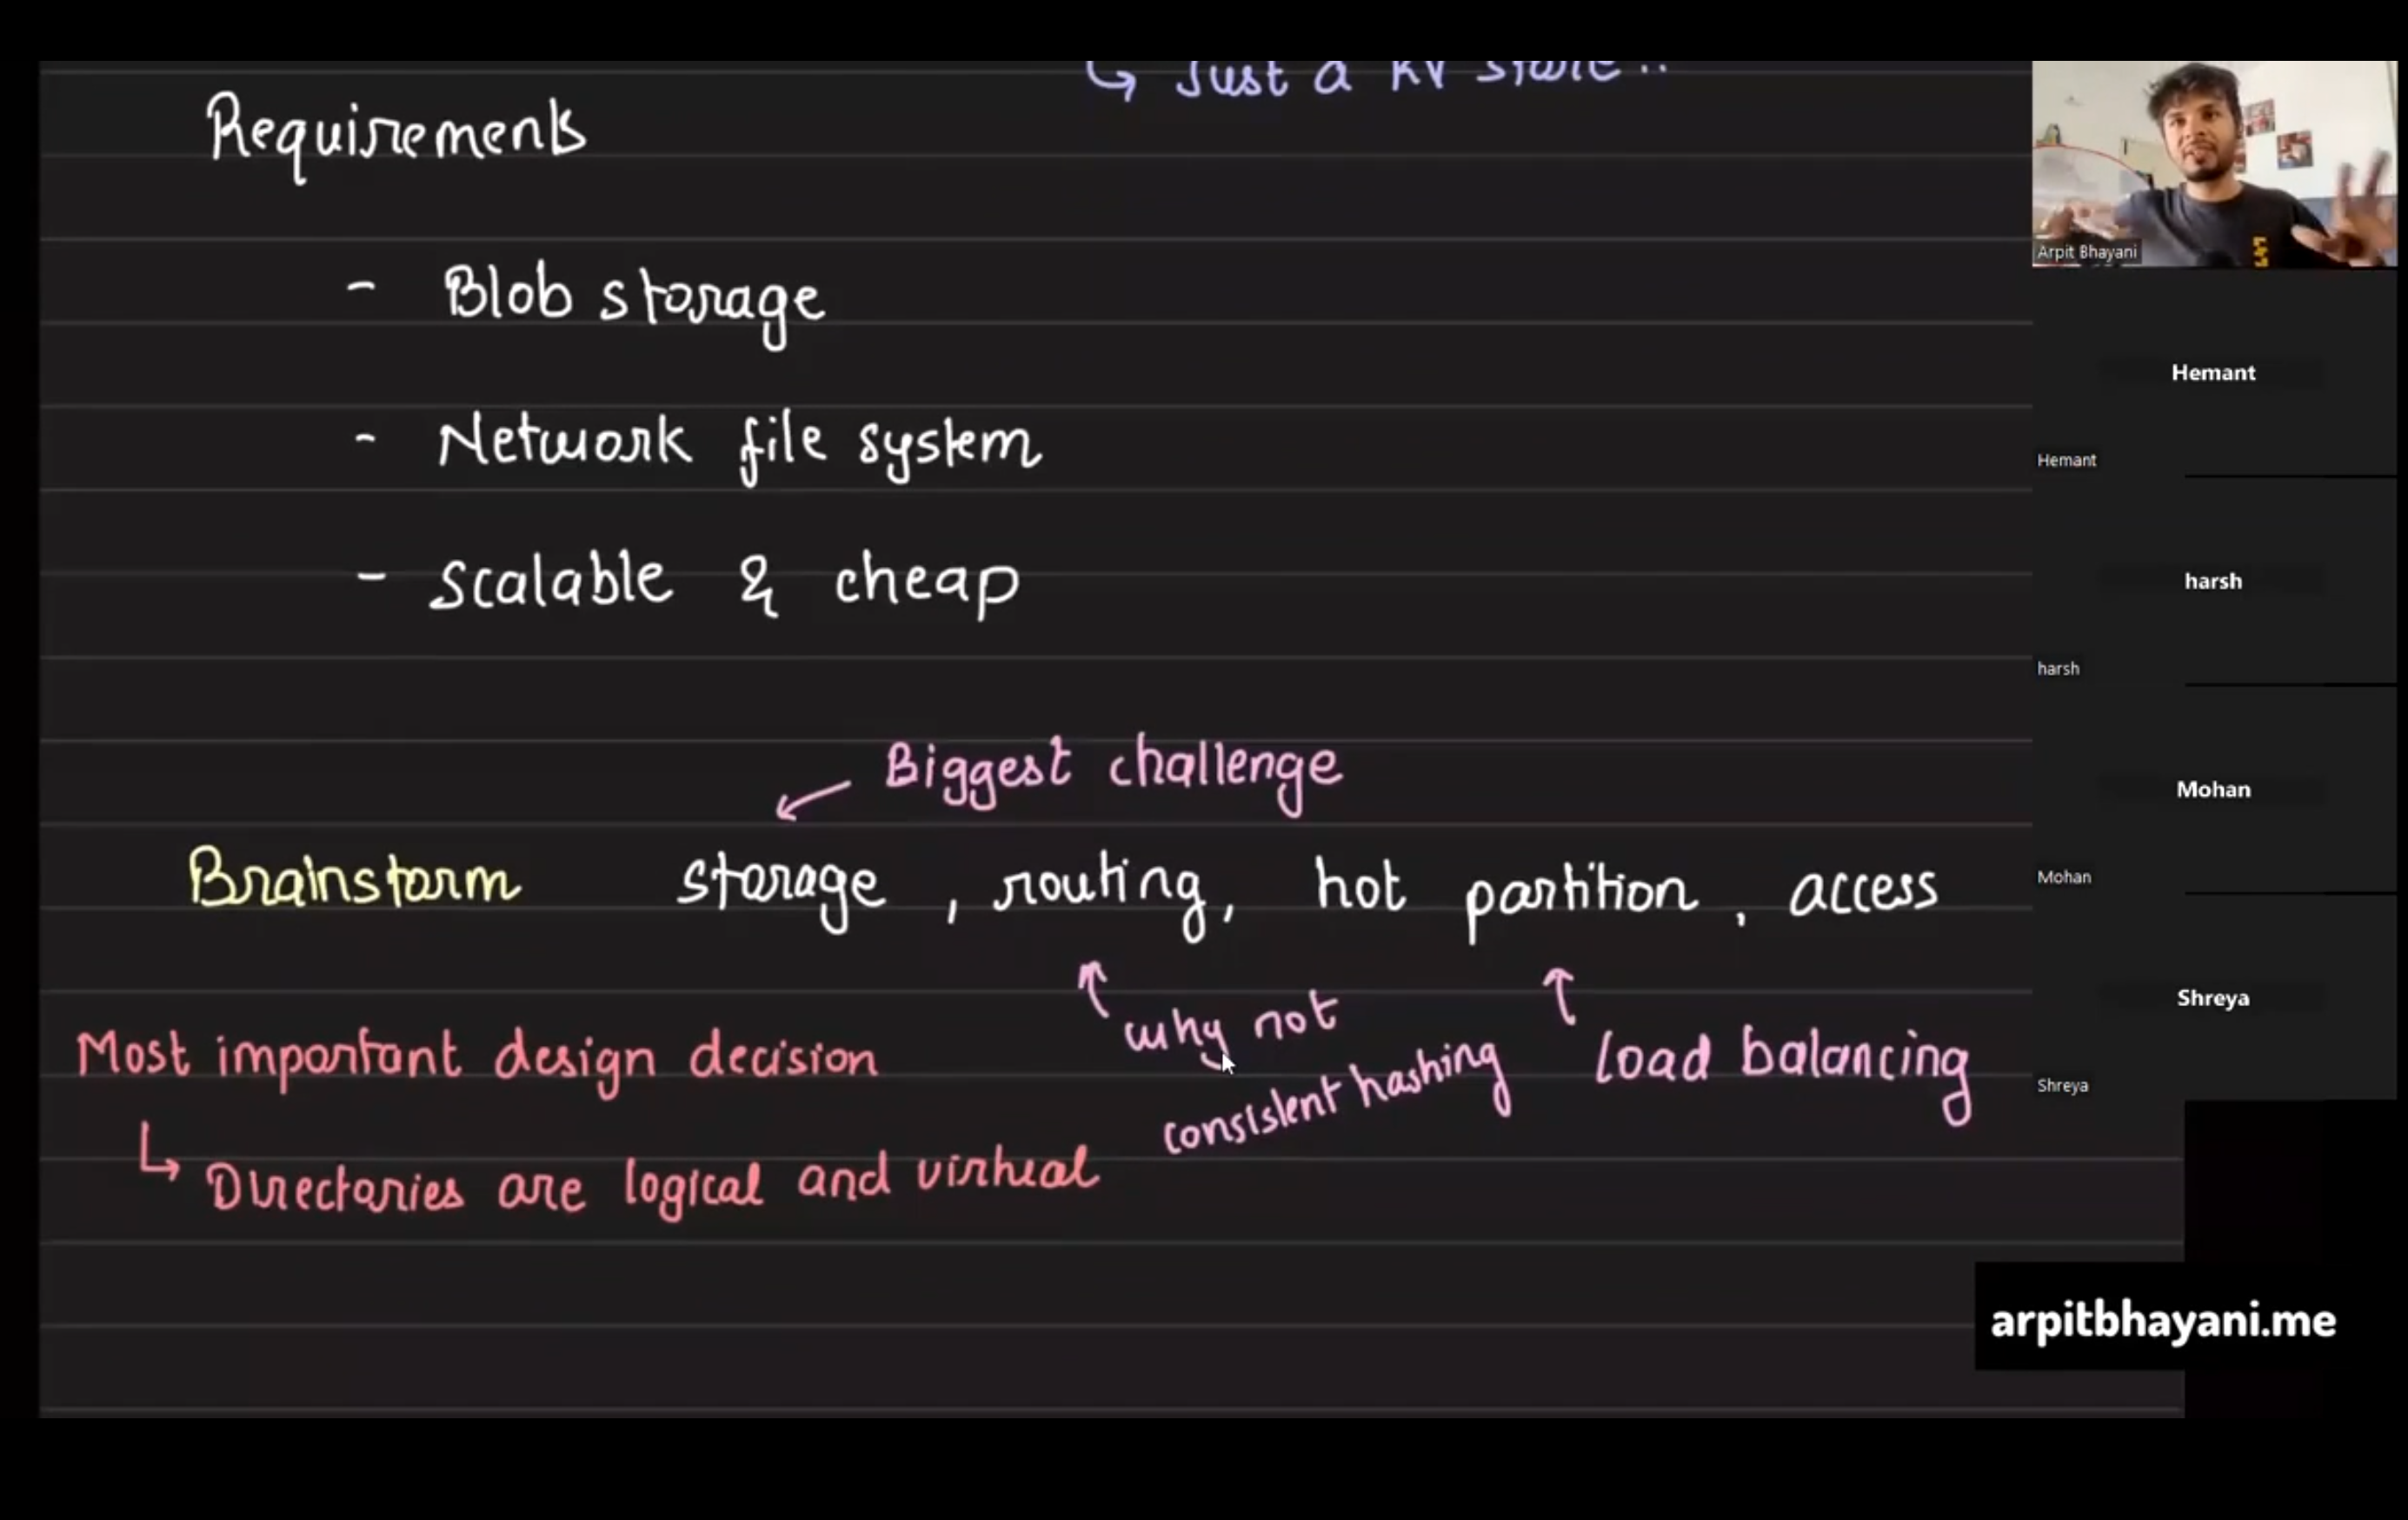 ↳ Just a KV store..
Requirements
- Blob storage
- Network file system
- scalable & cheap
Biggest challenge
Brainstorm storage, routing, hot partition, access
why not
consistent hashing
load balancing
Most important design decision
↳ Directories are logical and virtual
Arpit Bhayani
Hemant
Hemant
harsh
harsh
Mohan
Mohan
Shreya
Shreya
arpitbhayani.me